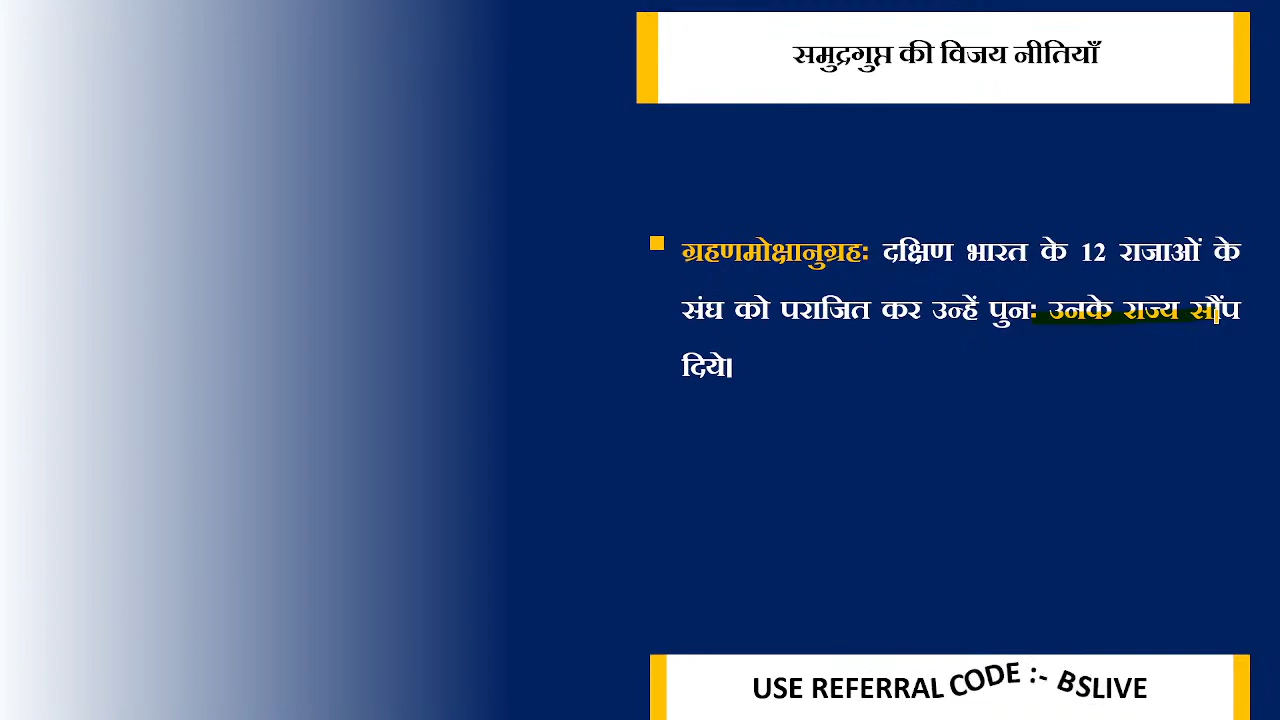 समुद्रगुप्त की विजय नीतियाँ
ग्रहणमोक्षानुग्रह: दक्षिण भारत के 12 राजाओं के
संघ को पराजित कर उन्हें पुन: उनके राज्य सौंप
दिये।
USE REFERRAL CODE :- BSLIVE